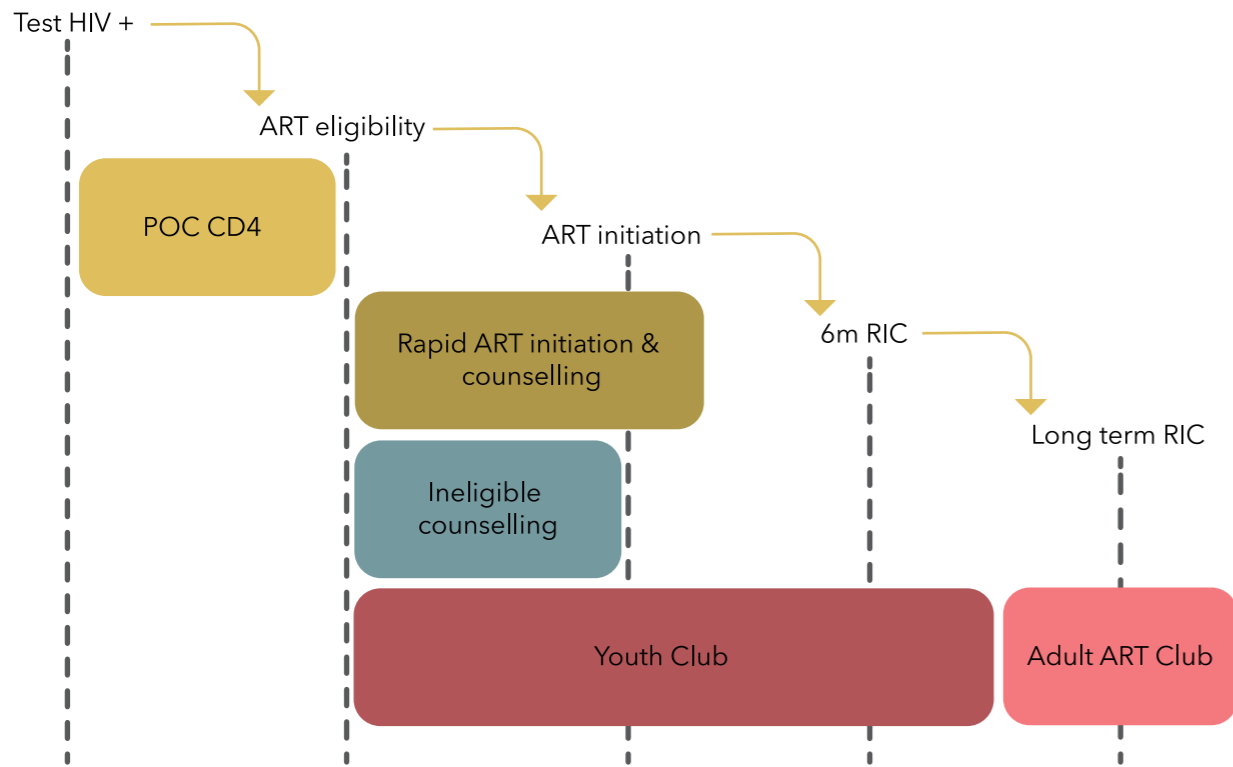 Test HIV +
ART eligibility
POC CD4
ART initiation
Rapid ART initiation &
counselling
6m RIC
Long term RIC
Ineligible
counselling
Youth Club
Adult ART Club